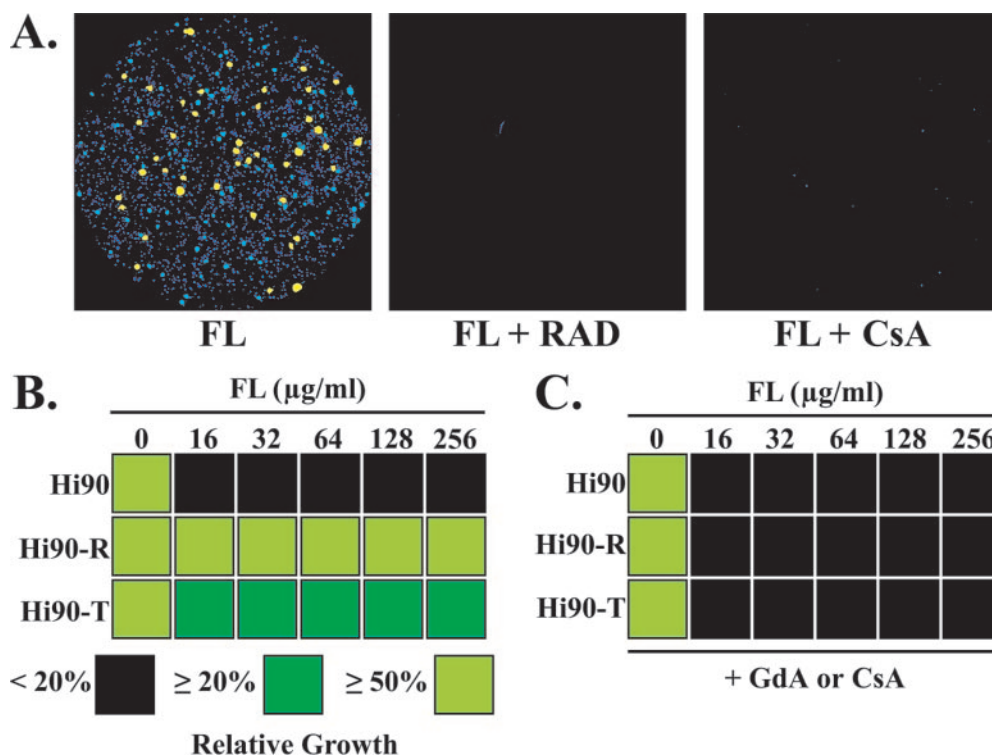 A.
FL
FL + RAD
FL + CsA
B.
FL (µg/ml)
0 16 32 64 128 256
Hi90
Hi90-R
Hi90-T
< 20% ≥ 20% ≥ 50%
Relative Growth
C.
FL (µg/ml)
0 16 32 64 128 256
Hi90
Hi90-R
Hi90-T
+ GdA or CsA